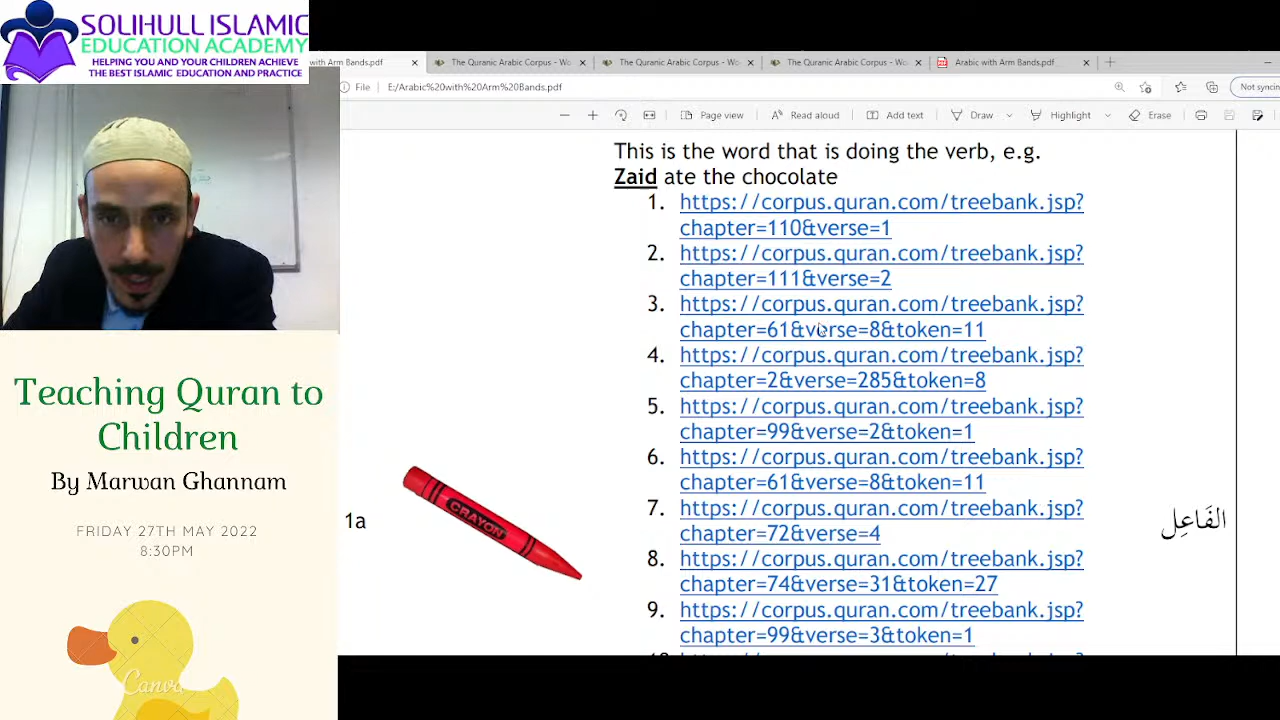 SOLIHULL ISLAMIC
EDUCATION ACADEMY
HELPING YOU AND YOUR CHILDREN ACHIEVE
THE BEST ISLAMIC EDUCATION AND PRACTICE
with Arm Bands.pdf
The Quranic Arabic Corpus - Wo
The Quranic Arabic Corpus - Wo
The Quranic Arabic Corpus - Wo
Arabic with Arm Bands.pdf
File
E:/Arabic%20with%20Arm%20Bands.pdf
Not syncing
Page view
Read aloud
Add text
Draw
Highlight
Erase
This is the word that is doing the verb, e.g.
Zaid ate the chocolate
1. https://corpus.quran.com/treebank.jsp?
chapter=110&verse=1
2. https://corpus.quran.com/treebank.jsp?
chapter=111&verse=2
3. https://corpus.quran.com/treebank.jsp?
chapter=61&verse=8&token=11
4. https://corpus.quran.com/treebank.jsp?
chapter=2&verse=285&token=8
5. https://corpus.quran.com/treebank.jsp?
chapter=99&verse=2&token=1
6. https://corpus.quran.com/treebank.jsp?
chapter=61&verse=8&token=11
7. https://corpus.quran.com/treebank.jsp?
chapter=72&verse=4
8. https://corpus.quran.com/treebank.jsp?
chapter=74&verse=31&token=27
9. https://corpus.quran.com/treebank.jsp?
chapter=99&verse=3&token=1
1a
CRAYON
الفَاعِل
Teaching Quran to
Children
By Marwan Ghannam
FRIDAY 27TH MAY 2022
8:30PM
Canva